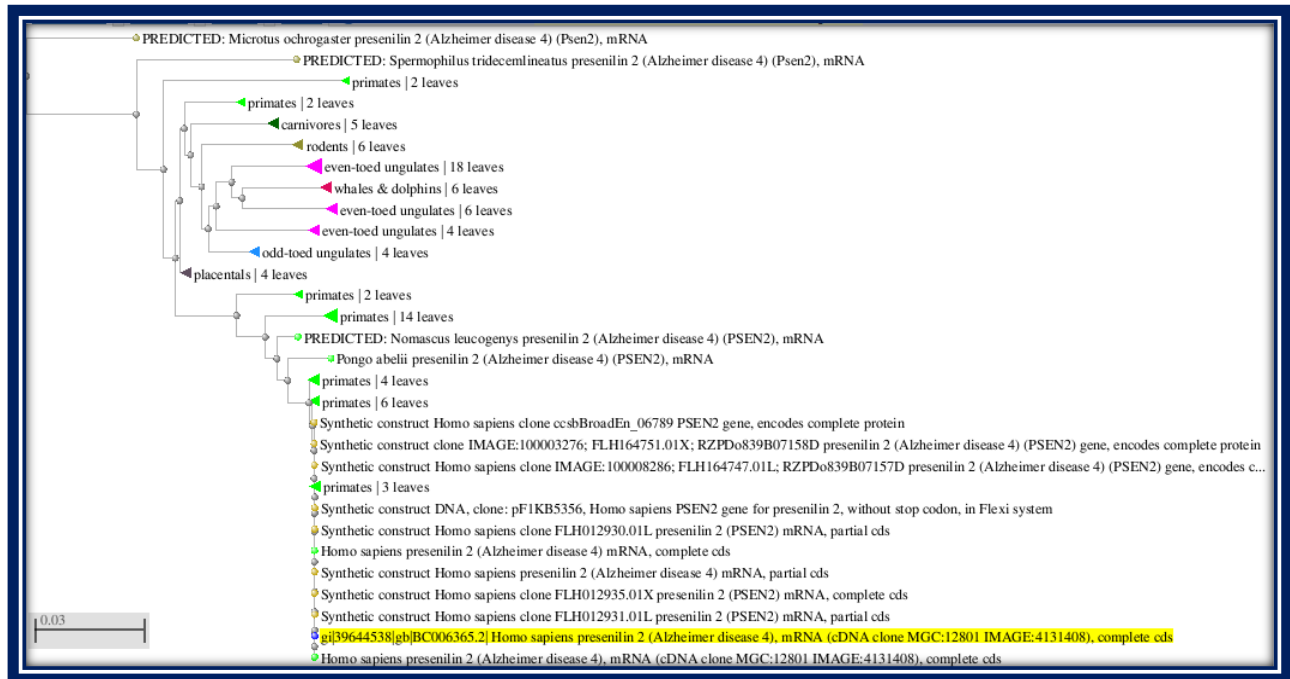 PREDICTED: Microtus ochrogaster presenilin 2 (Alzheimer disease 4) (Psen2), mRNA
PREDICTED: Spermophilus tridecemlineatus presenilin 2 (Alzheimer disease 4) (Psen2), mRNA
primates | 2 leaves
primates | 2 leaves
carnivores | 5 leaves
rodents | 6 leaves
even-toed ungulates | 18 leaves
whales & dolphins | 6 leaves
even-toed ungulates | 6 leaves
even-toed ungulates | 4 leaves
odd-toed ungulates | 4 leaves
placentals | 4 leaves
primates | 2 leaves
primates | 14 leaves
PREDICTED: Nomascus leucogenys presenilin 2 (Alzheimer disease 4) (PSEN2), mRNA
Pongo abelii presenilin 2 (Alzheimer disease 4) (PSEN2), mRNA
primates | 4 leaves
primates | 6 leaves
Synthetic construct Homo sapiens clone ccsbBroadEn_06789 PSEN2 gene, encodes complete protein
Synthetic construct clone IMAGE:100003276; FLH164751.01X; RZPDo839B07158D presenilin 2 (Alzheimer disease 4) (PSEN2) gene, encodes complete protein
Synthetic construct Homo sapiens clone IMAGE:100008286; FLH164747.01L; RZPDo839B07157D presenilin 2 (Alzheimer disease 4) (PSEN2) gene, encodes c...
primates | 3 leaves
Synthetic construct DNA, clone: pF1KB5356, Homo sapiens PSEN2 gene for presenilin 2, without stop codon, in Flexi system
Synthetic construct Homo sapiens clone FLH012930.01L presenilin 2 (PSEN2) mRNA, partial cds
Homo sapiens presenilin 2 (Alzheimer disease 4) mRNA, complete cds
Synthetic construct Homo sapiens presenilin 2 (Alzheimer disease 4) mRNA, partial cds
Synthetic construct Homo sapiens clone FLH012935.01X presenilin 2 (PSEN2) mRNA, complete cds
Synthetic construct Homo sapiens clone FLH012931.01L presenilin 2 (PSEN2) mRNA, partial cds
0.03
gi|39644538|gb|BC006365.2| Homo sapiens presenilin 2 (Alzheimer disease 4), mRNA (cDNA clone MGC:12801 IMAGE:4131408), complete cds
Homo sapiens presenilin 2 (Alzheimer disease 4), mRNA (cDNA clone MGC:12801 IMAGE:4131408), complete cds